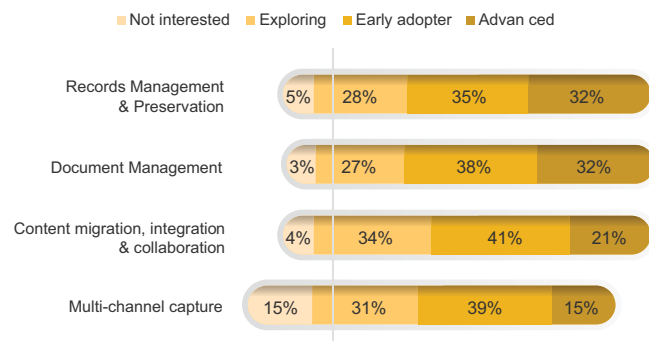 Not interested Exploring Early adopter Advan ced
Records Management
& Preservation
5% 28% 35% 32%
Document Management
3% 27% 38% 32%
Content migration, integration
& collaboration
4% 34% 41% 21%
Multi-channel capture
15% 31% 39% 15%